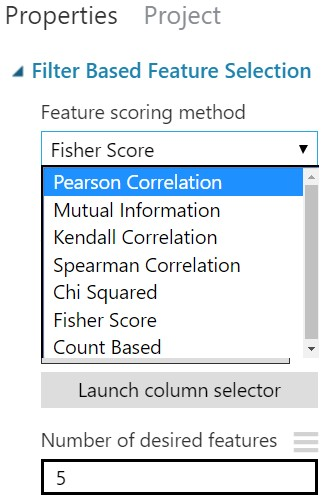 Properties Project
Filter Based Feature Selection
Feature scoring method
Fisher Score
Pearson Correlation
Mutual Information
Kendall Correlation
Spearman Correlation
Chi Squared
Fisher Score
Count Based
Launch column selector
Number of desired features
5